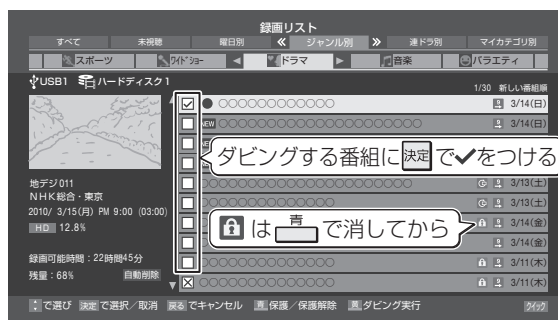 録画リスト
すべて 未視聴 曜日別 ≪ ジャンル別 ≫ 連ドラ別 マイカテゴリ別
スポーツ ワイドショー ◀ ドラマ ▶ 音楽 バラエティ
USB1 ハードディスク1
1/30 新しい番組順
○○○○○○○○○○○○○ 3/14(日)
NEW ○○○○○○○○○○○○○ 3/14(日)
ダビングする番組に 決定 で✓をつける
地デジ011
○○○○○○○○○○○○○○○○○○○○○ 3/13(土)
NHK総合・東京
○○○○○○○○○○○○○ 3/13(土)
2010/ 3/15(月) PM 9:00 (03:00)
は 青 で消してから
3/14(金)
HD 12.8%
3/14(金)
録画可能時間：22時間45分
○○○○○○○○○○○○○ 3/11(木)
残量：68% 自動削除
○○○○○○○○○○○○○ 3/11(木)
で選び 決定 で選択／取消 戻る でキャンセル 青 保護／保護解除 黒 ダビング実行 クイック